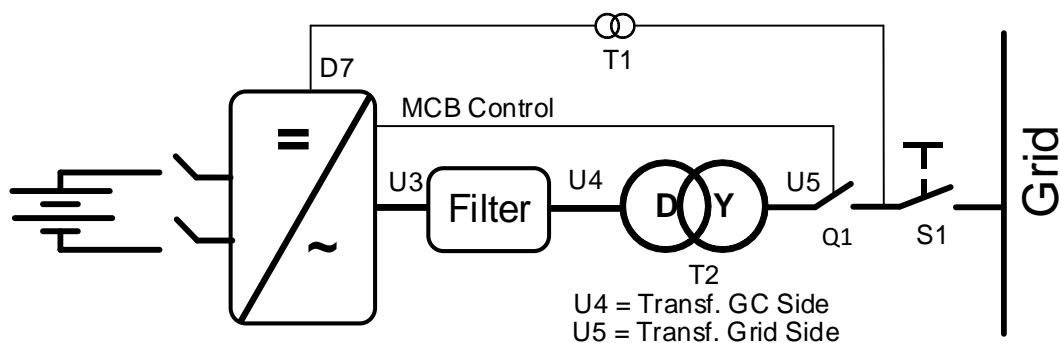 T1
D7
MCB Control
=
~
U3
Filter
U4
D Y
U5
Q1
S1
Grid
T2
U4 = Transf. GC Side
U5 = Transf. Grid Side